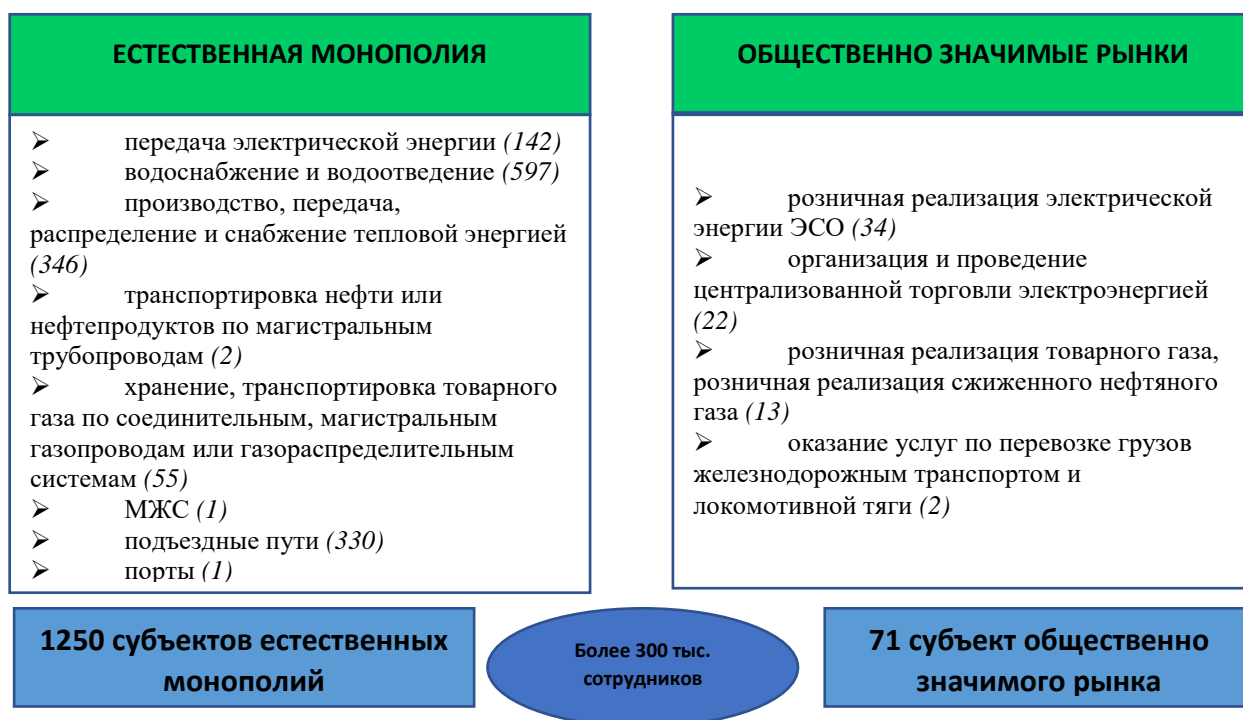 ЕСТЕСТВЕННАЯ МОНОПОЛИЯ
➢ передача электрической энергии (142)
➢ водоснабжение и водоотведение (597)
➢ производство, передача,
распределение и снабжение тепловой энергией
(346)
➢ транспортировка нефти или
нефтепродуктов по магистральным
трубопроводам (2)
➢ хранение, транспортировка товарного
газа по соединительным, магистральным
газопроводам или газораспределительным
системам (55)
➢ МЖС (1)
➢ подъездные пути (330)
➢ порты (1)
1250 субъектов естественных
монополий
Более 300 тыс.
сотрудников
ОБЩЕСТВЕННО ЗНАЧИМЫЕ РЫНКИ
➢ розничная реализация электрической
энергии ЭСО (34)
➢ организация и проведение
централизованной торговли электроэнергией
(22)
➢ розничная реализация товарного газа,
розничная реализация сжиженного нефтяного
газа (13)
➢ оказание услуг по перевозке грузов
железнодорожным транспортом и
локомотивной тяги (2)
71 субъект общественно
значимого рынка